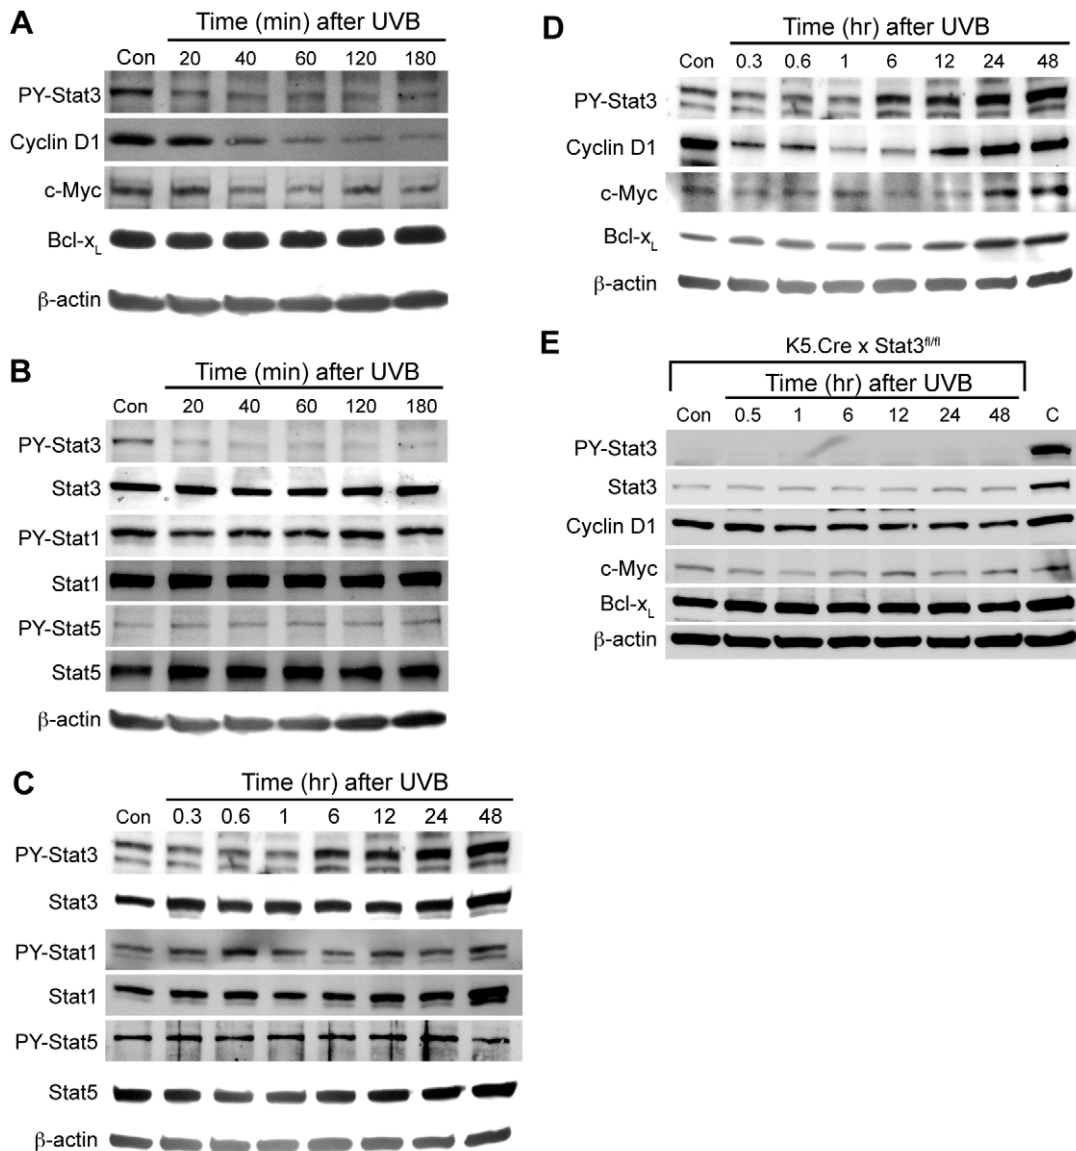 A
Time (min) after UVB
Con 20 40 60 120 180
PY-Stat3
Cyclin D1
c-Myc
Bcl-xL
β-actin
B
Time (min) after UVB
Con 20 40 60 120 180
PY-Stat3
Stat3
PY-Stat1
Stat1
PY-Stat5
Stat5
β-actin
C
Time (hr) after UVB
Con 0.3 0.6 1 6 12 24 48
PY-Stat3
Stat3
PY-Stat1
Stat1
PY-Stat5
Stat5
β-actin
D
Time (hr) after UVB
Con 0.3 0.6 1 6 12 24 48
PY-Stat3
Cyclin D1
c-Myc
Bcl-xL
β-actin
E
K5.Cre x Stat3fl/fl
Time (hr) after UVB
Con 0.5 1 6 12 24 48 C
PY-Stat3
Stat3
Cyclin D1
c-Myc
Bcl-xL
β-actin